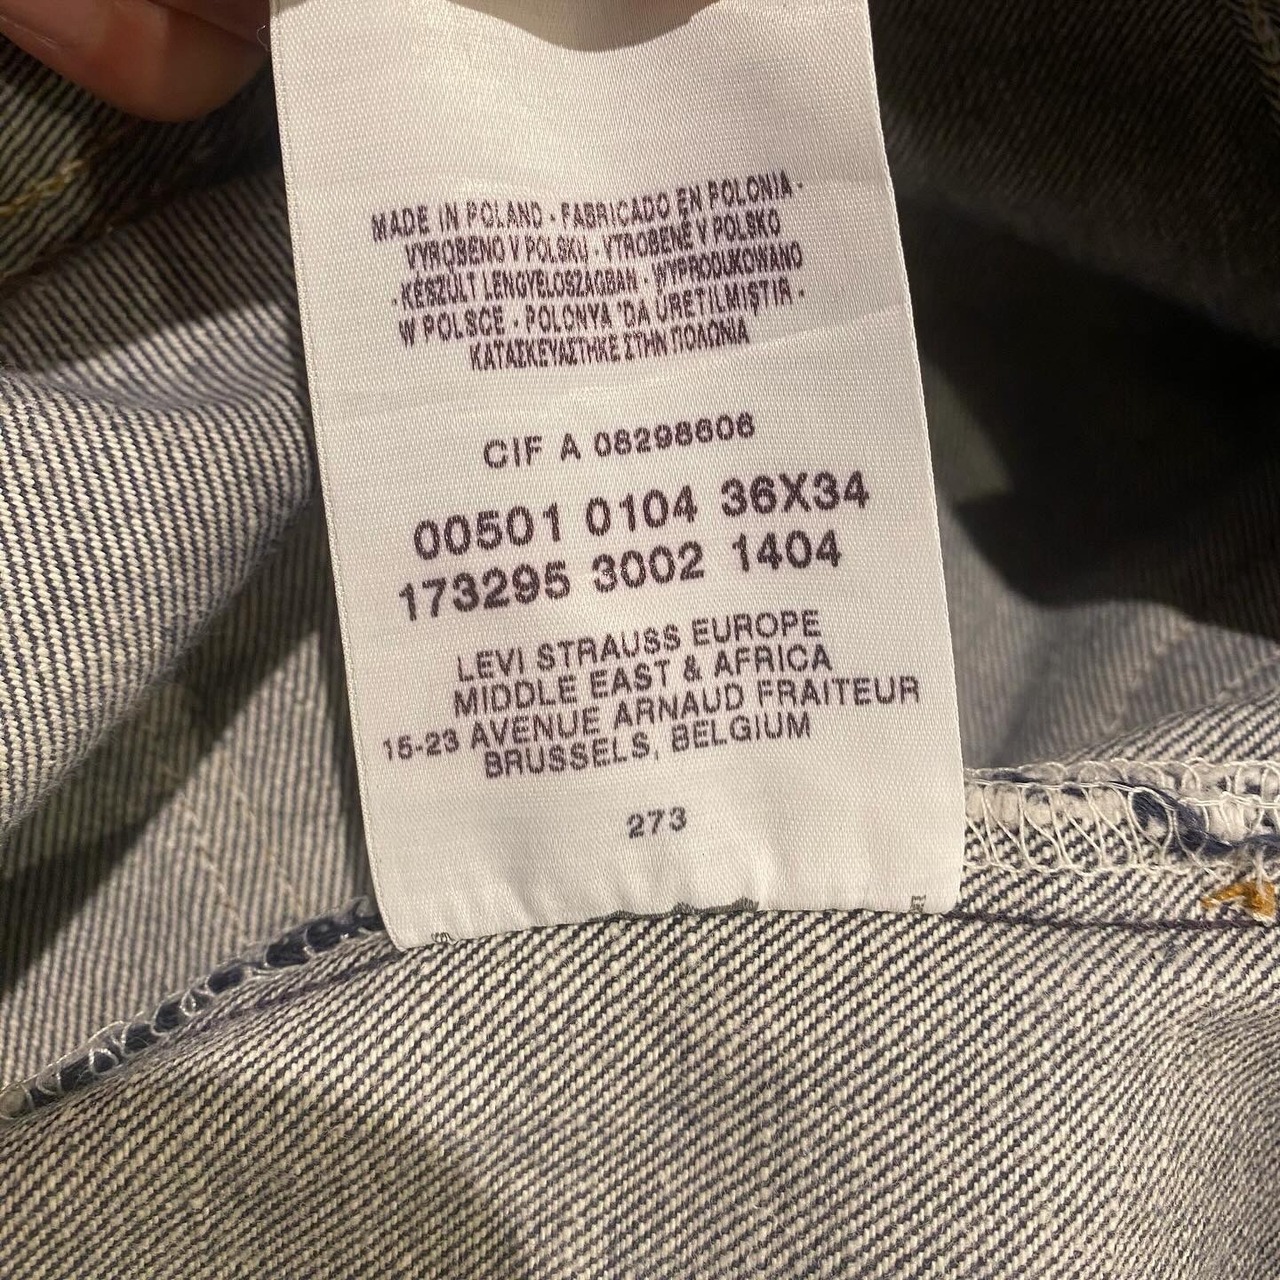 MADE IN POLAND · FABRICADO EN POLONIA ·
VYROBENO V POLSKU · VYROBENÉ V POLSKO
· KÉSZÜLT LENGYELOSZAGBAN · WYPRODUKOWANO
W POLSCE · POLONYA 'DA ÜRETILMIŞTIR ·
ΚΑΤΑΣΚΕΥΑΣΤΗΚΕ ΣΤΗΝ ΠΟΛΩΝΙΑ
CIF A 08298606
00501 0104 36X34
173295 3002 1404
LEVI STRAUSS EUROPE
MIDDLE EAST & AFRICA
15-23 AVENUE ARNAUD FRAITEUR
BRUSSELS, BELGIUM
273